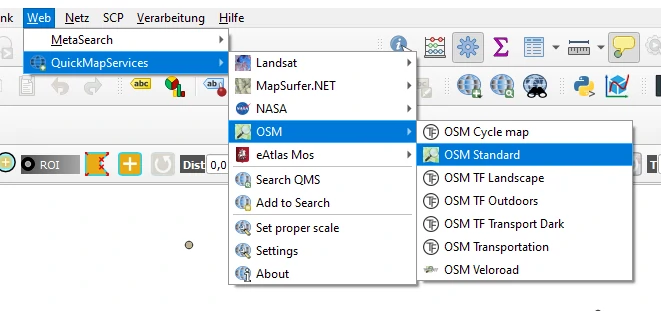 nk Web Netz SCP Verarbeitung Hilfe
MetaSearch
QuickMapServices
abc
ab
Landsat
MapSurfer.NET
NASA
OSM
eAtlas Mos
Search QMS
Add to Search
Set proper scale
Settings
About
OSM Cycle map
OSM Standard
OSM TF Landscape
OSM TF Outdoors
OSM TF Transport Dark
OSM Transportation
OSM Veloroad
ROI
Dist 0,0
T